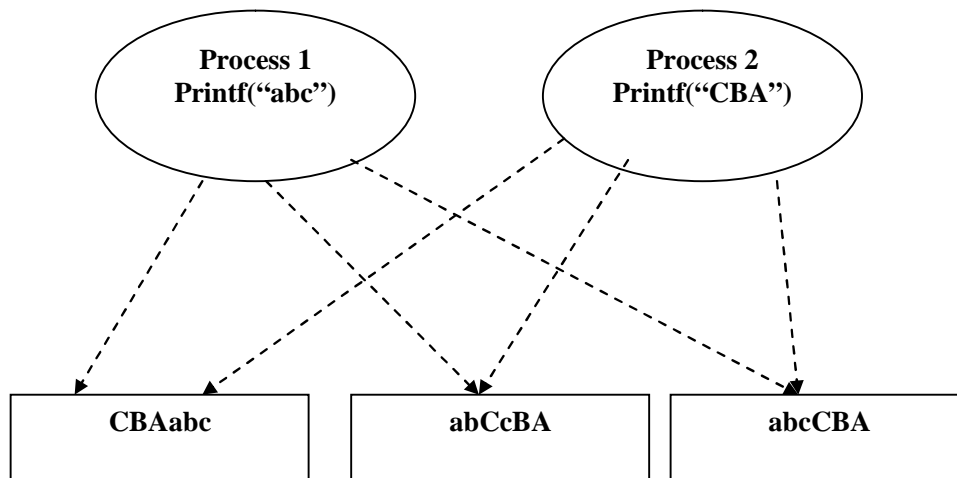 Process 1
Printf(“abc”)
Process 2
Printf(“CBA”)
CBAabc
abCcBA
abcCBA